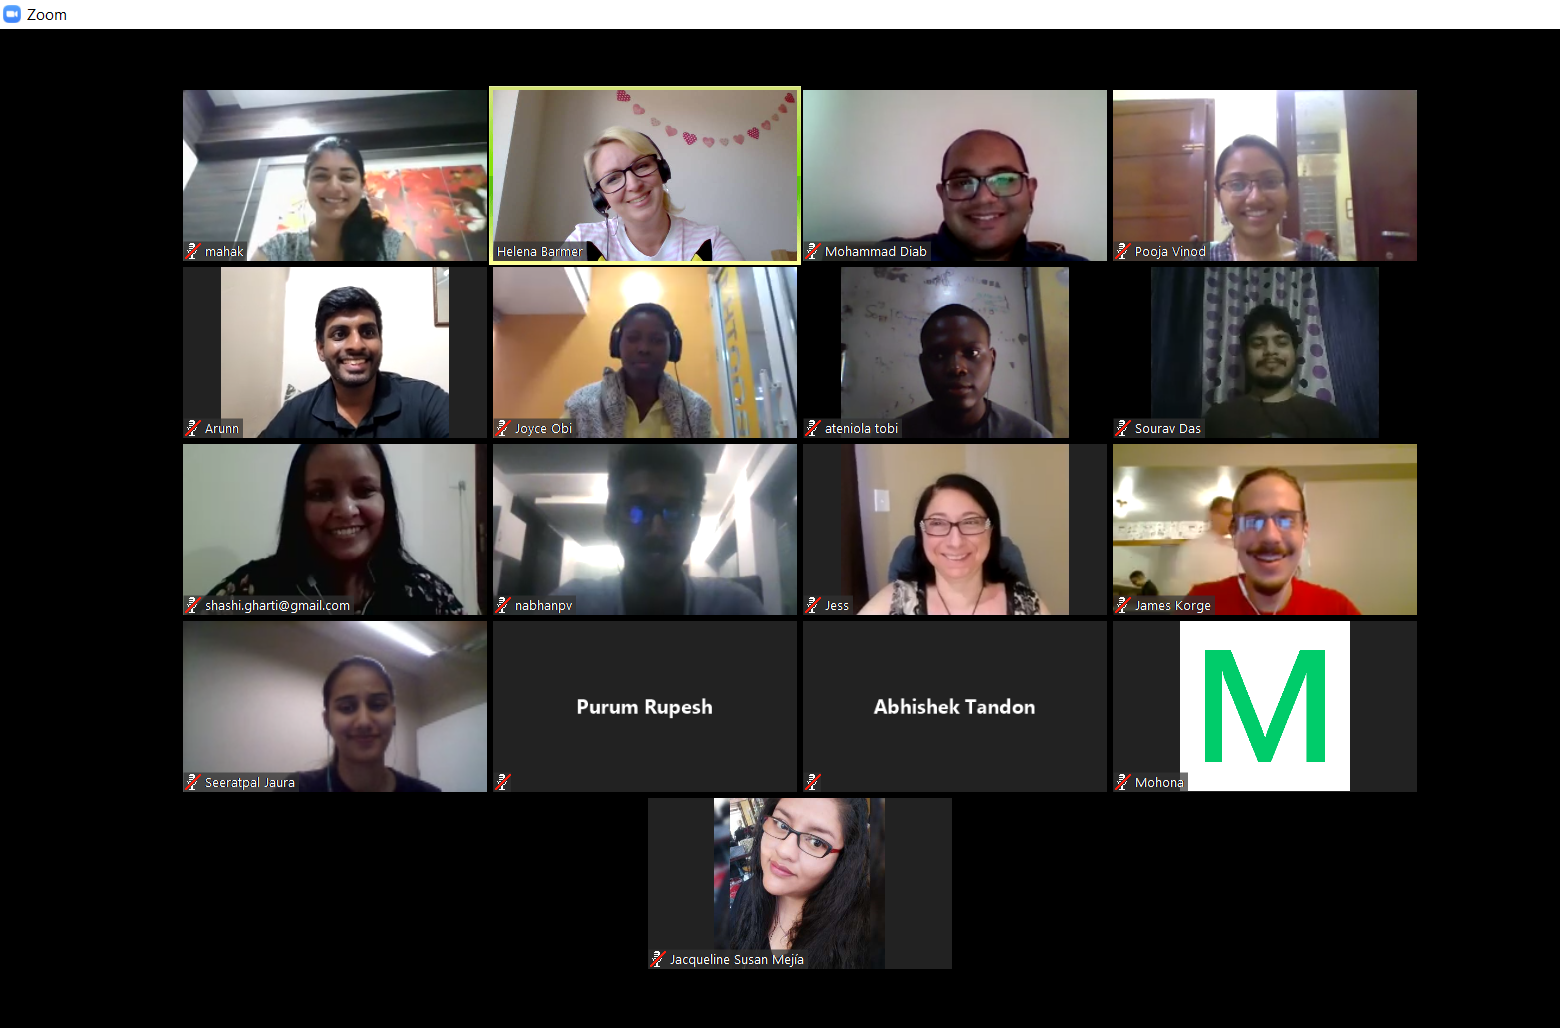 Zoom
mahak
Helena Barmer
Mohammad Diab
Pooja Vinod
Arunn
Joyce Obi
ateniola tobi
Sourav Das
shashi.gharti@gmail.com
nabhanpv
Jess
James Korge
Seeratpal Jaura
Purum Rupesh
Abhishek Tandon
M
Mohona
Jacqueline Susan Mejía